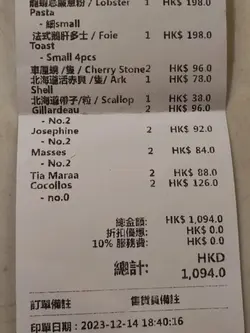 龍蝦忌廉意粉 / Lobster 1 HK$ 198.0
Pasta
- 細small
法式鵝肝多士 / Foie 1 HK$ 198.0
Toast
- Small 4pcs
車厘蜆 /隻 / Cherry Stone 2 HK$ 96.0
北海道活赤貝 /隻/ Ark 1 HK$ 78.0
Shell
北海道帶子/粒 / Scallop 1 HK$ 38.0
Gillardeau 2 HK$ 96.0
- No.2
Josephine 2 HK$ 92.0
- No.2
Masses 2 HK$ 84.0
- No.2
Tia Maraa 2 HK$ 88.0
Cocollos 2 HK$ 126.0
- no.0
總金額: HK$ 1,094.0
折扣優惠: HK$ 0.0
10% 服務費: HK$ 0.0
總計: HKD
1,094.0
訂單備註 售貨員備註
印單日期 : 2023-12-14 18:40:16